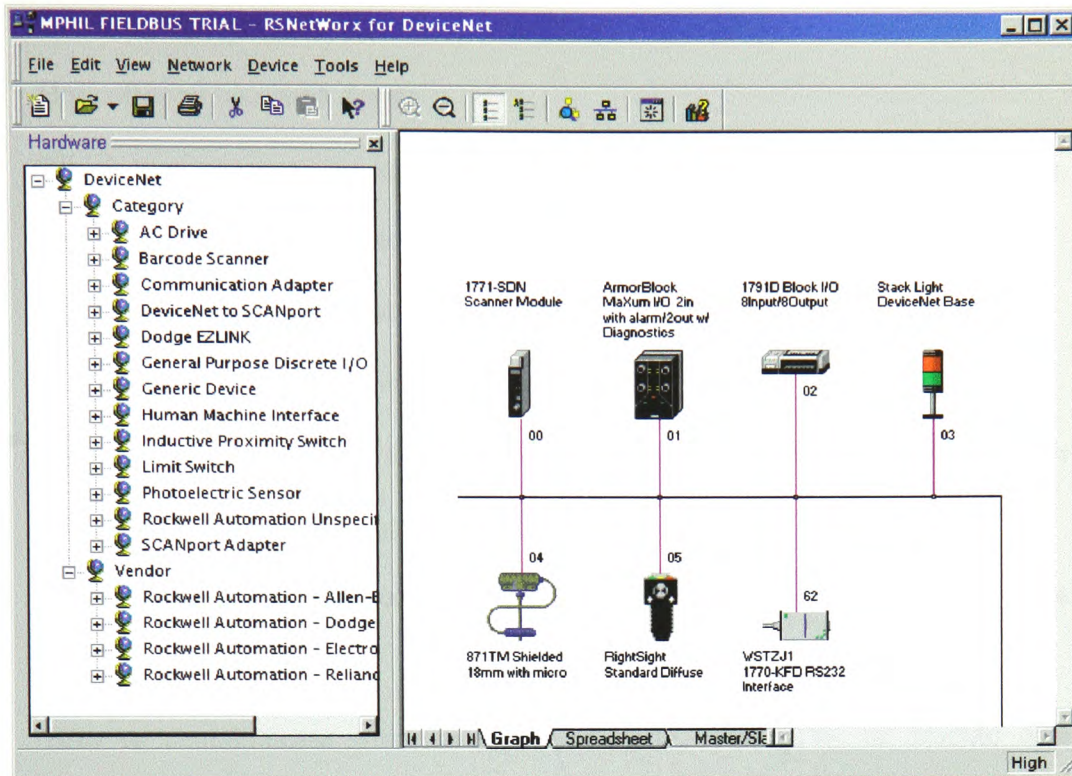 MPHIL FIELDBUS TRIAL - RSNetWorx for DeviceNet
File Edit View Network Device Tools Help
Hardware
DeviceNet
Category
AC Drive
Barcode Scanner
Communication Adapter
DeviceNet to SCANport
Dodge EZLINK
General Purpose Discrete I/O
Generic Device
Human Machine Interface
Inductive Proximity Switch
Limit Switch
Photoelectric Sensor
Rockwell Automation Unspecif
SCANport Adapter
Vendor
Rockwell Automation - Allen-B
Rockwell Automation - Dodge
Rockwell Automation - Electro
Rockwell Automation - Relianc
1771-SDN
Scanner Module
00
ArmorBlock
MaXum I/O 2in
with alarm/2out w/
Diagnostics
01
1791D Block I/O
8Input/8Output
02
Stack Light
DeviceNet Base
03
04
871TM Shielded
18mm with micro
05
RightSight
Standard Diffuse
62
WSTZJ1
1770-KFD RS232
Interface
Graph Spreadsheet Master/Sla
High